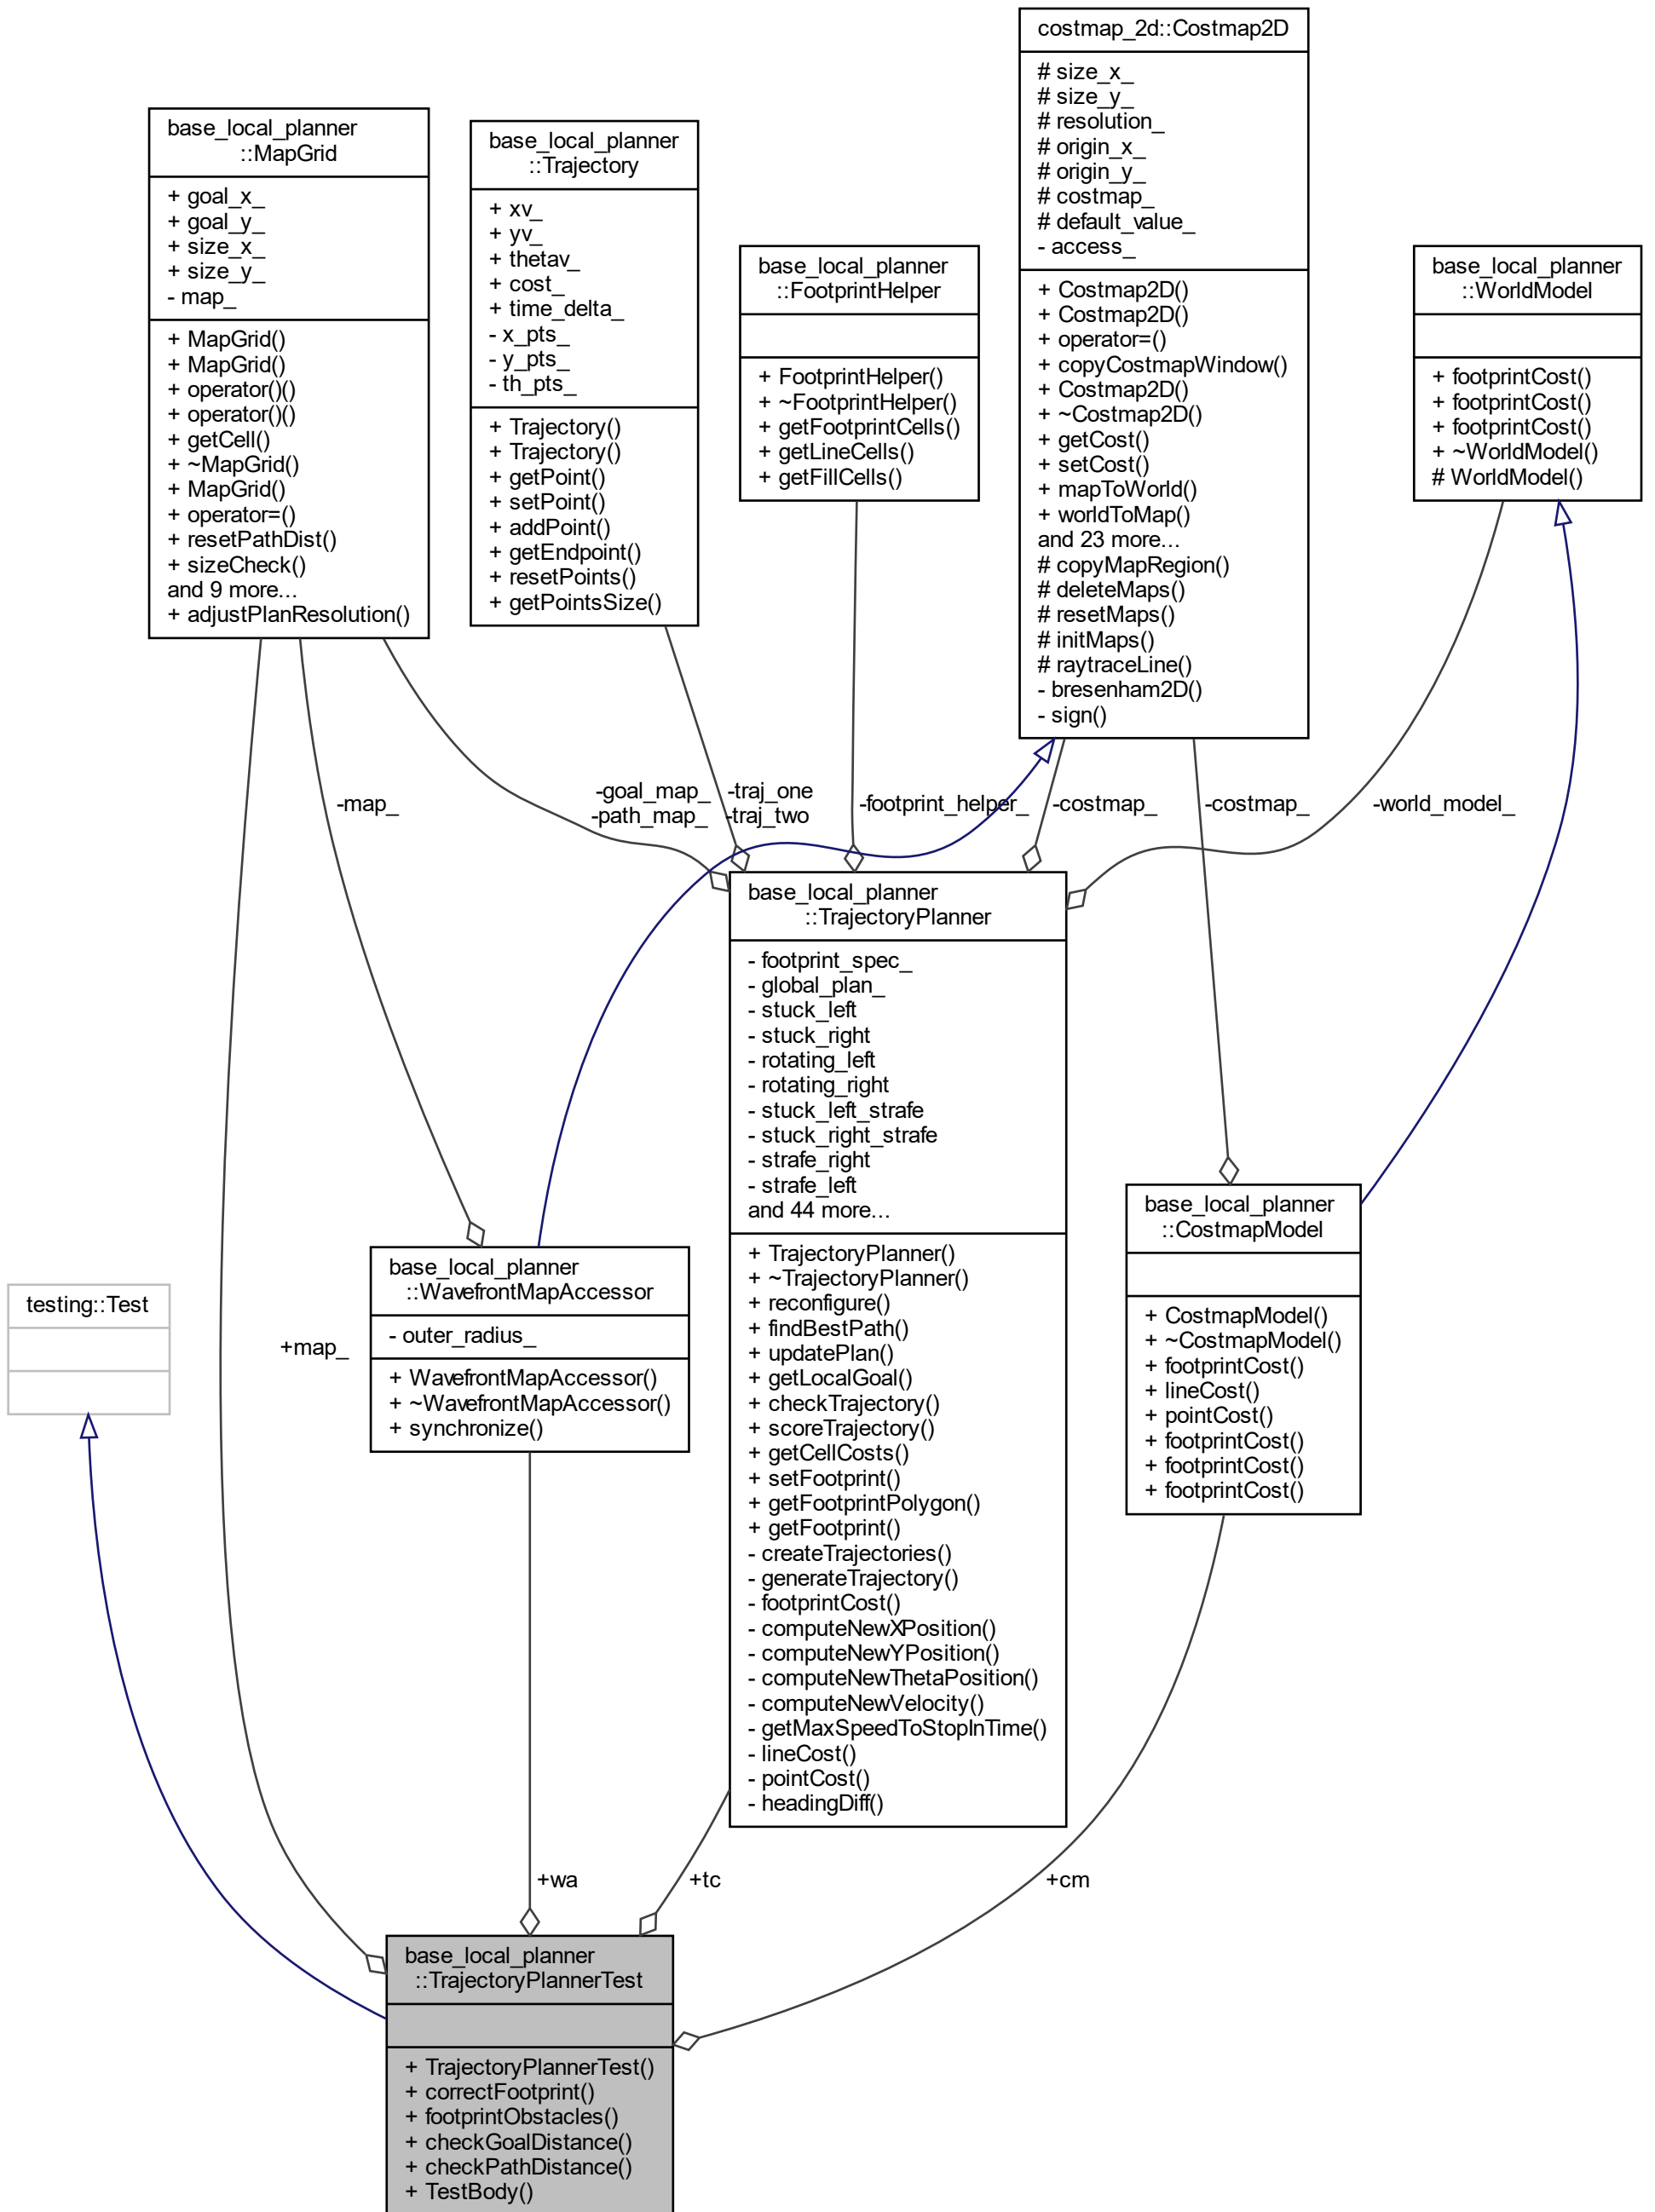 costmap_2d::Costmap2D
# size_x_
# size_y_
# resolution_
# origin_x_
# origin_y_
# costmap_
# default_value_
- access_
+ Costmap2D()
+ Costmap2D()
+ operator=()
+ copyCostmapWindow()
+ Costmap2D()
+ ~Costmap2D()
+ getCost()
+ setCost()
+ mapToWorld()
+ worldToMap()
and 23 more...
# copyMapRegion()
# deleteMaps()
# resetMaps()
# initMaps()
# raytraceLine()
- bresenham2D()
- sign()
base_local_planner
::MapGrid
+ goal_x_
+ goal_y_
+ size_x_
+ size_y_
- map_
+ MapGrid()
+ MapGrid()
+ operator()()
+ operator()()
+ getCell()
+ ~MapGrid()
+ MapGrid()
+ operator=()
+ resetPathDist()
+ sizeCheck()
and 9 more...
+ adjustPlanResolution()
base_local_planner
::Trajectory
+ xv_
+ yv_
+ thetav_
+ cost_
+ time_delta_
- x_pts_
- y_pts_
- th_pts_
+ Trajectory()
+ Trajectory()
+ getPoint()
+ setPoint()
+ addPoint()
+ getEndpoint()
+ resetPoints()
+ getPointsSize()
base_local_planner
::FootprintHelper
+ FootprintHelper()
+ ~FootprintHelper()
+ getFootprintCells()
+ getLineCells()
+ getFillCells()
base_local_planner
::WorldModel
+ footprintCost()
+ footprintCost()
+ footprintCost()
+ ~WorldModel()
# WorldModel()
-map_
-goal_map_
-path_map_
-traj_one
-traj_two
-footprint_helper_
-costmap_
-costmap_
-world_model_
base_local_planner
::TrajectoryPlanner
- footprint_spec_
- global_plan_
- stuck_left
- stuck_right
- rotating_left
- rotating_right
- stuck_left_strafe
- stuck_right_strafe
- strafe_right
- strafe_left
and 44 more...
+ TrajectoryPlanner()
+ ~TrajectoryPlanner()
+ reconfigure()
+ findBestPath()
+ updatePlan()
+ getLocalGoal()
+ checkTrajectory()
+ scoreTrajectory()
+ getCellCosts()
+ setFootprint()
+ getFootprintPolygon()
+ getFootprint()
- createTrajectories()
- generateTrajectory()
- footprintCost()
- computeNewXPosition()
- computeNewYPosition()
- computeNewThetaPosition()
- computeNewVelocity()
- getMaxSpeedToStopInTime()
- lineCost()
- pointCost()
- headingDiff()
base_local_planner
::CostmapModel
+ CostmapModel()
+ ~CostmapModel()
+ footprintCost()
+ lineCost()
+ pointCost()
+ footprintCost()
+ footprintCost()
+ footprintCost()
base_local_planner
::WavefrontMapAccessor
- outer_radius_
+ WavefrontMapAccessor()
+ ~WavefrontMapAccessor()
+ synchronize()
testing::Test
+map_
+wa
+tc
+cm
base_local_planner
::TrajectoryPlannerTest
+ TrajectoryPlannerTest()
+ correctFootprint()
+ footprintObstacles()
+ checkGoalDistance()
+ checkPathDistance()
+ TestBody()